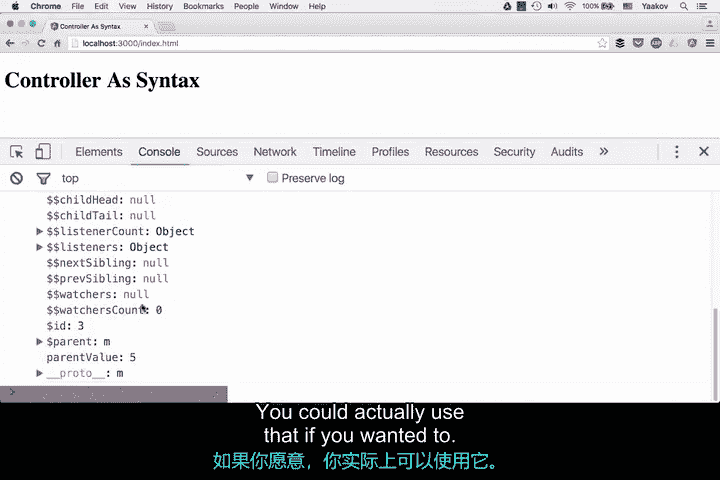 Chrome File Edit View History Bookmarks People Window Help 100% Yaakov
Controller As Syntax
localhost:3000/index.html
Controller As Syntax
Elements Console Sources Network Timeline Profiles Resources Security Audits »
top Preserve log
$$childHead: null
$$childTail: null
$$listenerCount: Object
$$listeners: Object
$$nextSibling: null
$$prevSibling: null
$$watchers: null
$$watchersCount: 0
$id: 3
$parent: m
parentValue: 5
__proto__: m
>
You could actually use
that if you wanted to.
如果你愿意，你实际上可以使用它。